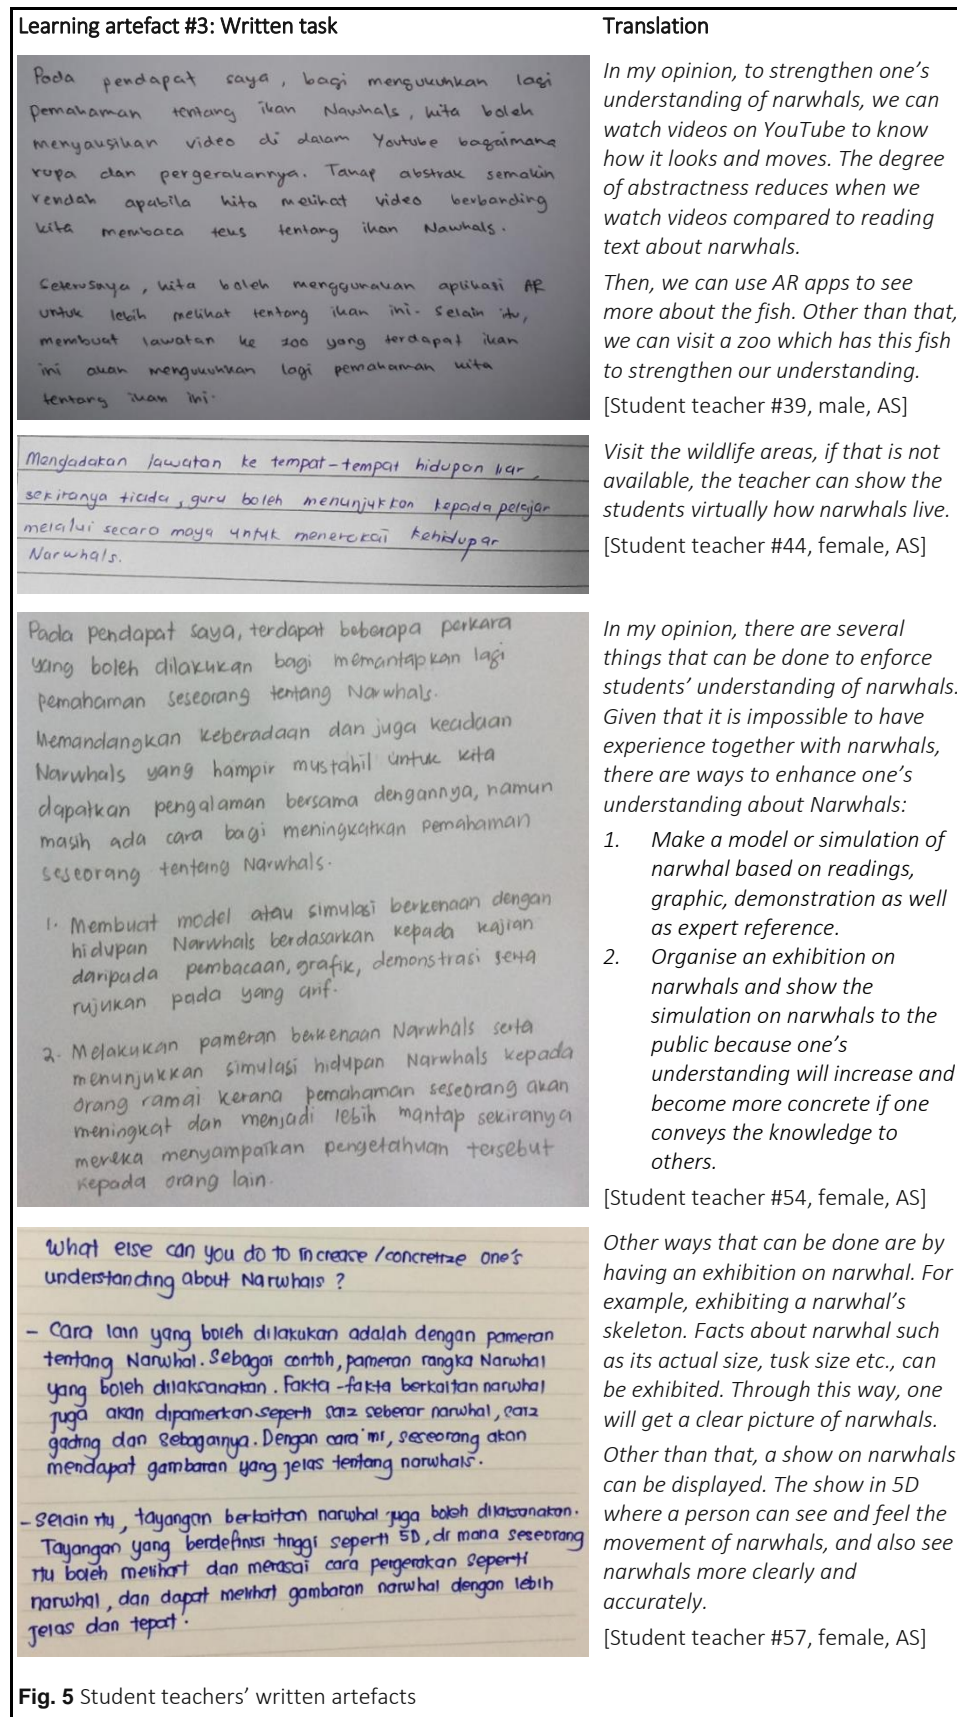 Learning artefact #3: Written task
Translation
Pada pendapat saya, bagi mengukuhkan lagi
pemahaman tentang ikan Nawhals, kita boleh
menyaksikan video di dalam Youtube bagaimana
rupa dan pergerakannya. Tahap abstrak semakin
rendah apabila kita melihat video berbanding
kita membaca teks tentang ikan Nawhals.
Seterusnya, kita boleh menggunakan aplikasi AR
untuk lebih melihat tentang ikan ini. Selain itu,
membuat lawatan ke zoo yang terdapat ikan
ini akan mengukuhkan lagi pemahaman kita
tentang ikan ini.
In my opinion, to strengthen one's
understanding of narwhals, we can
watch videos on YouTube to know
how it looks and moves. The degree
of abstractness reduces when we
watch videos compared to reading
text about narwhals.
Then, we can use AR apps to see
more about the fish. Other than that,
we can visit a zoo which has this fish
to strengthen our understanding.
[Student teacher #39, male, AS]
Mengadakan lawatan ke tempat-tempat hidupan liar,
sekiranya tiada, guru boleh menunjukkan kepada pelajar
melalui secara maya untuk menerokai kehidupan
Narwhals.
Visit the wildlife areas, if that is not
available, the teacher can show the
students virtually how narwhals live.
[Student teacher #44, female, AS]
Pada pendapat saya, terdapat beberapa perkara
yang boleh dilakukan bagi memantapkan lagi
pemahaman seseorang tentang Narwhals.
Memandangkan keberadaan dan juga keadaan
Narwhals yang hampir mustahil untuk kita
dapatkan pengalaman bersama dengannya, namun
masih ada cara bagi meningkatkan pemahaman
seseorang tentang Narwhals.
1. Membuat model atau simulasi berkenaan dengan
hidupan Narwhals berdasarkan kepada kajian
daripada pembacaan, grafik, demonstrasi serta
rujukan pada yang arif.
2. Melakukan pameran berkenaan Narwhals serta
menunjukkan simulasi hidupan Narwhals kepada
orang ramai kerana pemahaman seseorang akan
meningkat dan menjadi lebih mantap sekiranya
mereka menyampaikan pengetahuan tersebut
kepada orang lain.
In my opinion, there are several
things that can be done to enforce
students' understanding of narwhals.
Given that it is impossible to have
experience together with narwhals,
there are ways to enhance one's
understanding about Narwhals:
1. Make a model or simulation of
narwhal based on readings,
graphic, demonstration as well
as expert reference.
2. Organise an exhibition on
narwhals and show the
simulation on narwhals to the
public because one's
understanding will increase and
become more concrete if one
conveys the knowledge to
others.
[Student teacher #54, female, AS]
What else can you do to increase/concretize one's
understanding about Narwhals?
- Cara lain yang boleh dilakukan adalah dengan pameran
tentang Narwhal. Sebagai contoh, pameran rangka Narwhal
yang boleh dilaksanakan. Fakta-fakta berkaitan narwhal
juga akan dipamerkan seperti saiz sebenar narwhal, saiz
gading dan sebagainya. Dengan cara ini, seseorang akan
mendapat gambaran yang jelas tentang narwhals.
- Selain itu, tayangan berkaitan narwhal juga boleh dilaksanakan.
Tayangan yang berdefinisi tinggi seperti 5D, di mana seseorang
itu boleh melihat dan merasai cara pergerakan seperti
narwhal, dan dapat melihat gambaran narwhal dengan lebih
jelas dan tepat.
Other ways that can be done are by
having an exhibition on narwhal. For
example, exhibiting a narwhal's
skeleton. Facts about narwhal such
as its actual size, tusk size etc., can
be exhibited. Through this way, one
will get a clear picture of narwhals.
Other than that, a show on narwhals
can be displayed. The show in 5D
where a person can see and feel the
movement of narwhals, and also see
narwhals more clearly and
accurately.
[Student teacher #57, female, AS]
Fig. 5 Student teachers' written artefacts